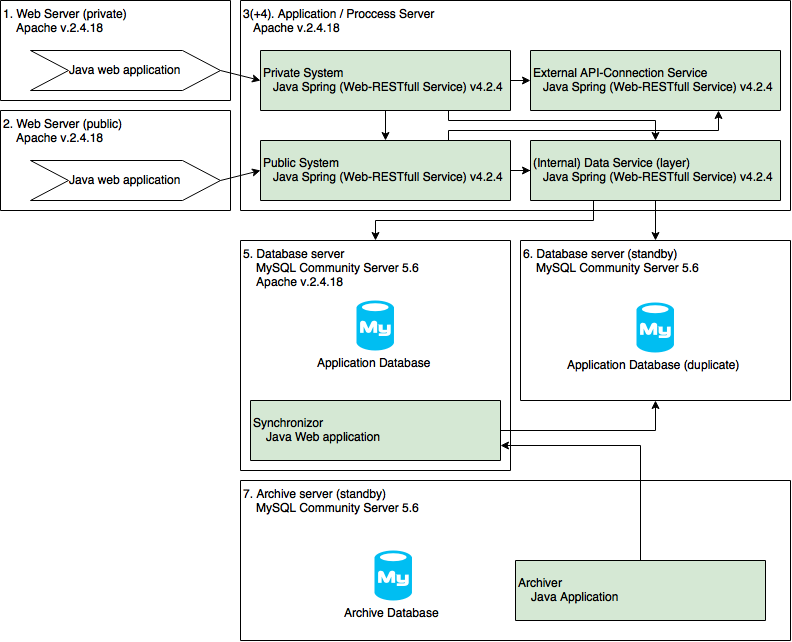 1. Web Server (private)
Apache v.2.4.18
Java web application
2. Web Server (public)
Apache v.2.4.18
Java web application
3(+4). Application / Proccess Server
Private System
Java Spring (Web-RESTfull Service) v4.2.4
External API-Connection Service
Java Spring (Web-RESTfull Service) v4.2.4
Public System
Java Spring (Web-RESTfull Service) v4.2.4
(Internal) Data Service (layer)
Java Spring (Web-RESTfull Service) v4.2.4
5. Database server
MySQL Community Server 5.6
Apache v.2.4.18
My
Application Database
Synchronizor
Java Web application
6. Database server (standby)
MySQL Community Server 5.6
My
Application Database (duplicate)
7. Archive server (standby)
MySQL Community Server 5.6
My
Archive Database
Archiver
Java Application